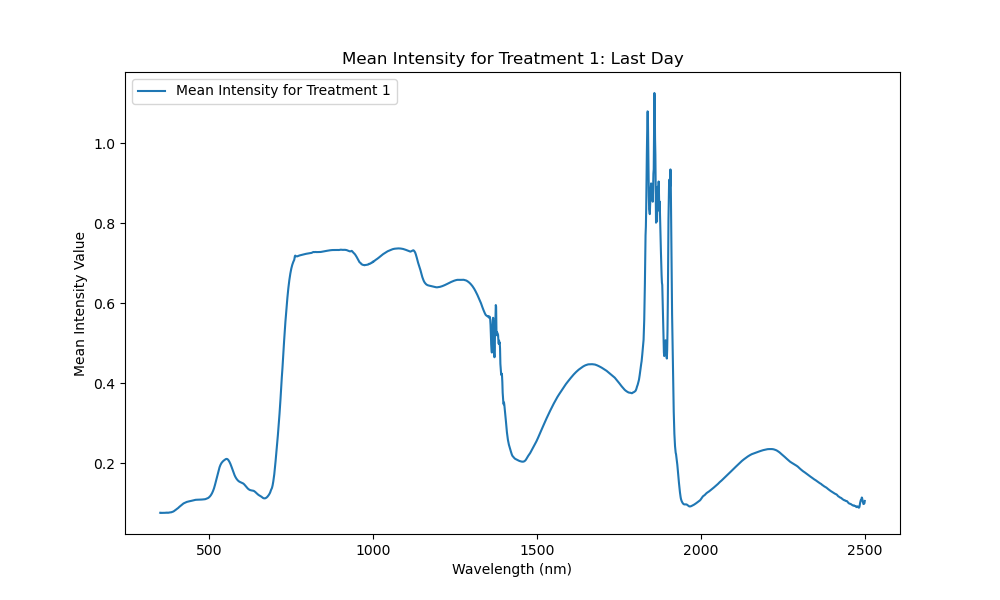 Mean Intensity for Treatment 1: Last Day
Mean Intensity for Treatment 1
Mean Intensity Value
1.0
0.8
0.6
0.4
0.2
500 1000 1500 2000 2500
Wavelength (nm)